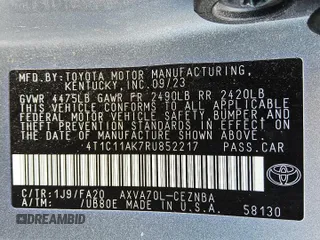 MFD.BY:TOYOTA MOTOR MANUFACTURING,
KENTUCKY,INC.09/23
GVWR 4475LB GAWR FR 2490LB RR 2420LB
THIS VEHICLE CONFORMS TO ALL APPLICABLE
FEDERAL MOTOR VEHICLE SAFETY, BUMPER, AND
THEFT PREVENTION STANDARDS IN EFFECT ON
THE DATE OF MANUFACTURE SHOWN ABOVE.
4T1C11AK7RU852217 PASS.CAR
C/TR:1J9/FA20 AXVA70L-CEZNBA
A/TM: /UB80E MADE IN U.S.A.
58130
TOYOTA
© DREAMBID